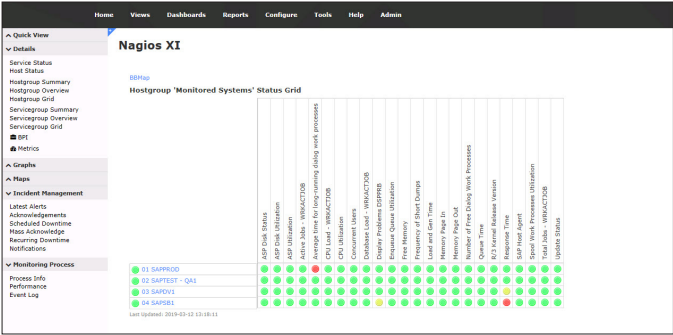 Home Views Dashboards Reports Configure Tools Help Admin
Quick View
Details
Service Status
Host Status
Hostgroup Summary
Hostgroup Overview
Hostgroup Grid
Servicegroup Summary
Servicegroup Overview
Servicegroup Grid
BPI
Metrics
Graphs
Maps
Incident Management
Latest Alerts
Acknowledgements
Scheduled Downtime
Mass Acknowledge
Recurring Downtime
Notifications
Monitoring Process
Process Info
Performance
Event Log
Nagios XI
BBMap
Hostgroup 'Monitored Systems' Status Grid
ASP Disk Status
ASP Disk Utilization
ASP Utilization
Active Jobs - WRKACTJOB
Average time for long-running dialog work processes
CPU Load - WRKACTJOB
CPU Utilization
Concurrent Users
Database Load - WRKACTJOB
Display Problems DSPPRB
Enqueue Queue Utilization
Free Memory
Frequency of Short Dumps
Load and Gen Time
Memory Page In
Memory Page Out
Number of Free Dialog Work Processes
Queue Time
R/3 Kernel Release Version
Response Time
SAP Host Agent
Spool Work Processes Utilization
Total Jobs - WRKACTJOB
Update Status
01 SAPPROD
02 SAPTEST - QA1
03 SAPDV1
04 SAPSB1
Last Updated: 2019-03-12 13:18:11